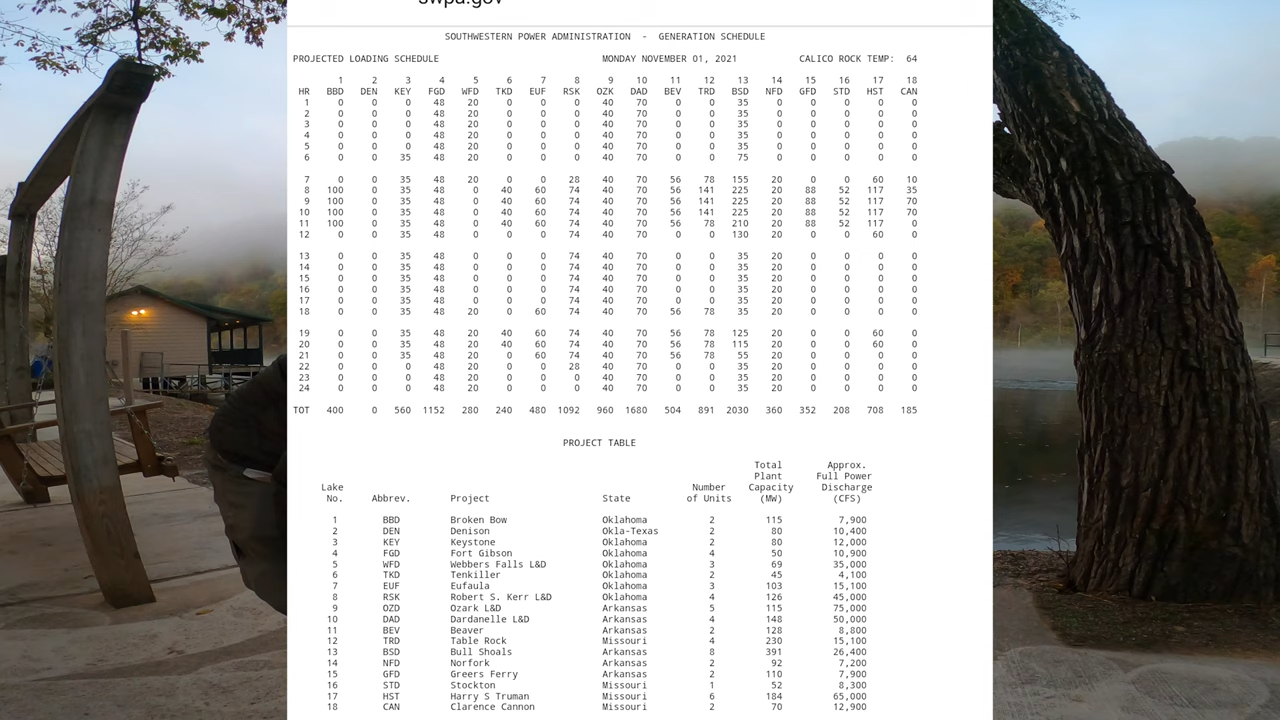 swpa.gov
SOUTHWESTERN POWER ADMINISTRATION - GENERATION SCHEDULE
PROJECTED LOADING SCHEDULE MONDAY NOVEMBER 01, 2021 CALICO ROCK TEMP: 64
1 2 3 4 5 6 7 8 9 10 11 12 13 14 15 16 17 18
HR BBD DEN KEY FGD WFD TKD EUF RSK OZK DAD BEV TRD BSD NFD GFD STD HST CAN
1 0 0 0 48 20 0 0 0 40 70 0 0 35 0 0 0 0 0
2 0 0 0 48 20 0 0 0 40 70 0 0 35 0 0 0 0 0
3 0 0 0 48 20 0 0 0 40 70 0 0 35 0 0 0 0 0
4 0 0 0 48 20 0 0 0 40 70 0 0 35 0 0 0 0 0
5 0 0 0 48 20 0 0 0 40 70 0 0 35 0 0 0 0 0
6 0 0 35 48 20 0 0 0 40 70 0 0 75 0 0 0 0 0
7 0 0 35 48 20 0 0 28 40 70 56 78 155 20 0 0 60 10
8 100 0 35 48 0 40 60 74 40 70 56 141 225 20 88 52 117 35
9 100 0 35 48 0 40 60 74 40 70 56 141 225 20 88 52 117 70
10 100 0 35 48 0 40 60 74 40 70 56 141 225 20 88 52 117 70
11 100 0 35 48 0 40 60 74 40 70 56 78 210 20 88 52 117 0
12 0 0 35 48 0 0 0 74 40 70 0 0 130 20 0 0 60 0
13 0 0 35 48 0 0 0 74 40 70 0 0 35 20 0 0 0 0
14 0 0 35 48 0 0 0 74 40 70 0 0 35 20 0 0 0 0
15 0 0 35 48 0 0 0 74 40 70 0 0 35 20 0 0 0 0
16 0 0 35 48 0 0 0 74 40 70 0 0 35 20 0 0 0 0
17 0 0 35 48 0 0 0 74 40 70 0 0 35 20 0 0 0 0
18 0 0 35 48 20 0 60 74 40 70 56 78 35 20 0 0 0 0
19 0 0 35 48 20 40 60 74 40 70 56 78 125 20 0 0 60 0
20 0 0 35 48 20 40 60 74 40 70 56 78 115 20 0 0 60 0
21 0 0 35 48 20 0 60 74 40 70 56 78 55 20 0 0 0 0
22 0 0 0 48 20 0 0 28 40 70 0 0 35 20 0 0 0 0
23 0 0 0 48 20 0 0 0 40 70 0 0 35 20 0 0 0 0
24 0 0 0 48 20 0 0 0 40 70 0 0 35 20 0 0 0 0
TOT 400 0 560 1152 280 240 480 1092 960 1680 504 891 2030 360 352 208 708 185
PROJECT TABLE
Total Approx.
Plant Full Power
Lake Number Capacity Discharge
No. Abbrev. Project State of Units (MW) (CFS)
1 BBD Broken Bow Oklahoma 2 115 7,900
2 DEN Denison Okla-Texas 2 80 10,400
3 KEY Keystone Oklahoma 2 80 12,000
4 FGD Fort Gibson Oklahoma 4 50 10,900
5 WFD Webbers Falls L&D Oklahoma 3 69 35,000
6 TKD Tenkiller Oklahoma 2 45 4,100
7 EUF Eufaula Oklahoma 3 103 15,100
8 RSK Robert S. Kerr L&D Oklahoma 4 126 45,000
9 OZD Ozark L&D Arkansas 5 115 75,000
10 DAD Dardanelle L&D Arkansas 4 148 50,000
11 BEV Beaver Arkansas 2 128 8,800
12 TRD Table Rock Missouri 4 230 15,100
13 BSD Bull Shoals Arkansas 8 391 26,400
14 NFD Norfork Arkansas 2 92 7,200
15 GFD Greers Ferry Arkansas 2 110 7,900
16 STD Stockton Missouri 1 52 8,300
17 HST Harry S Truman Missouri 6 184 65,000
18 CAN Clarence Cannon Missouri 2 70 12,900